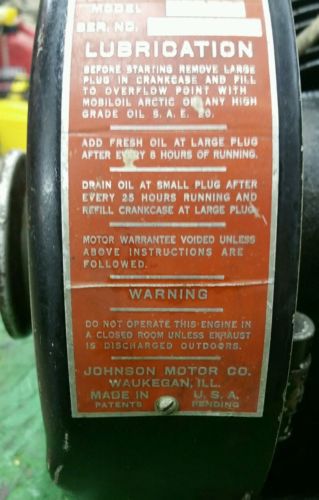 MODEL
SER. NO.
LUBRICATION
BEFORE STARTING REMOVE LARGE
PLUG IN CRANKCASE AND FILL
TO OVERFLOW POINT WITH
MOBILOIL ARCTIC OR ANY HIGH
GRADE OIL S. A. E. 20.
ADD FRESH OIL AT LARGE PLUG
AFTER EVERY 8 HOURS OF RUNNING.
DRAIN OIL AT SMALL PLUG AFTER
EVERY 25 HOURS RUNNING AND
REFILL CRANKCASE AT LARGE PLUG
MOTOR WARRANTEE VOIDED UNLESS
ABOVE INSTRUCTIONS ARE
FOLLOWED.
WARNING
DO NOT OPERATE THIS ENGINE IN
A CLOSED ROOM UNLESS EXHAUST
IS DISCHARGED OUTDOORS.
JOHNSON MOTOR CO.
WAUKEGAN, ILL.
MADE IN U. S. A.
PATENTS PENDING